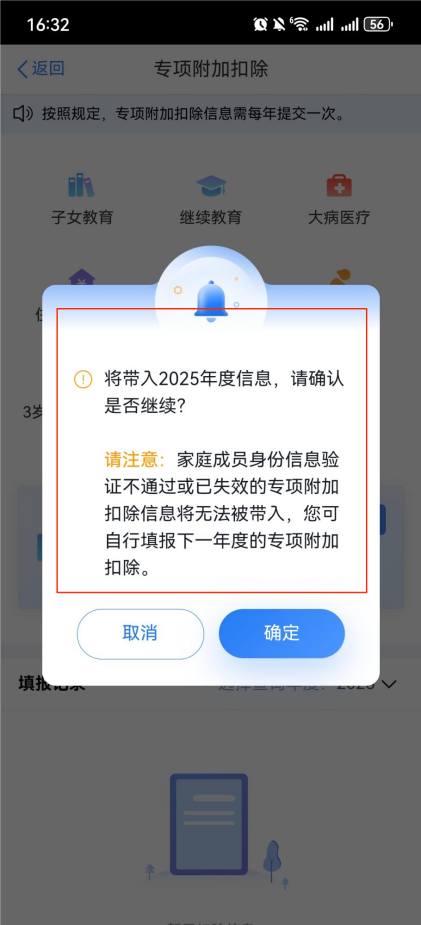 16:32
6
56
返回
专项附加扣除
按照规定，专项附加扣除信息需每年提交一次。
子女教育
继续教育
大病医疗
3岁
将带入2025年度信息，请确认
是否继续？
请注意：家庭成员身份信息验
证不通过或已失效的专项附加
扣除信息将无法被带入，您可
自行填报下一年度的专项附加
扣除。
取消
确定
填报记录